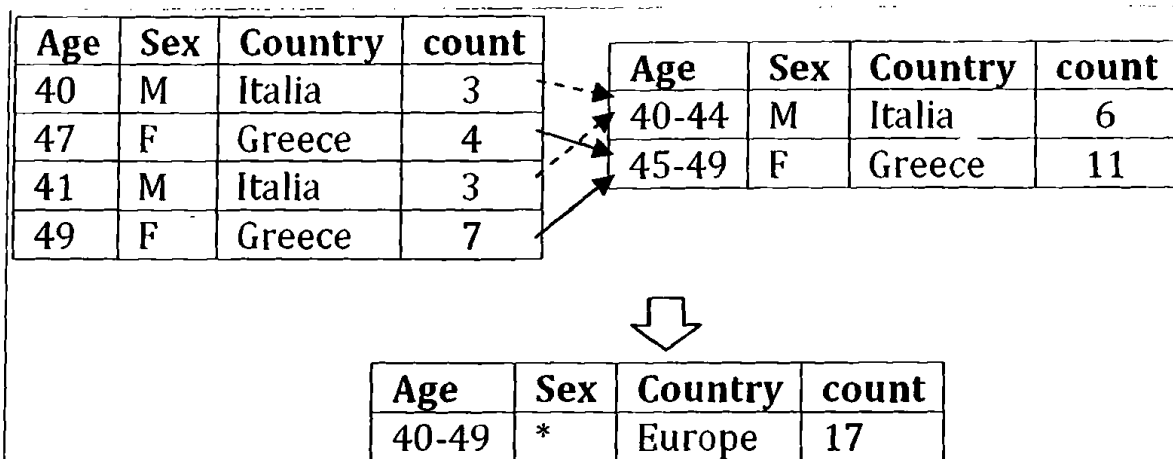 Age Sex Country count
40 M Italia 3
47 F Greece 4
41 M Italia 3
49 F Greece 7
Age Sex Country count
40-44 M Italia 6
45-49 F Greece 11
Age Sex Country count
40-49 * Europe 17